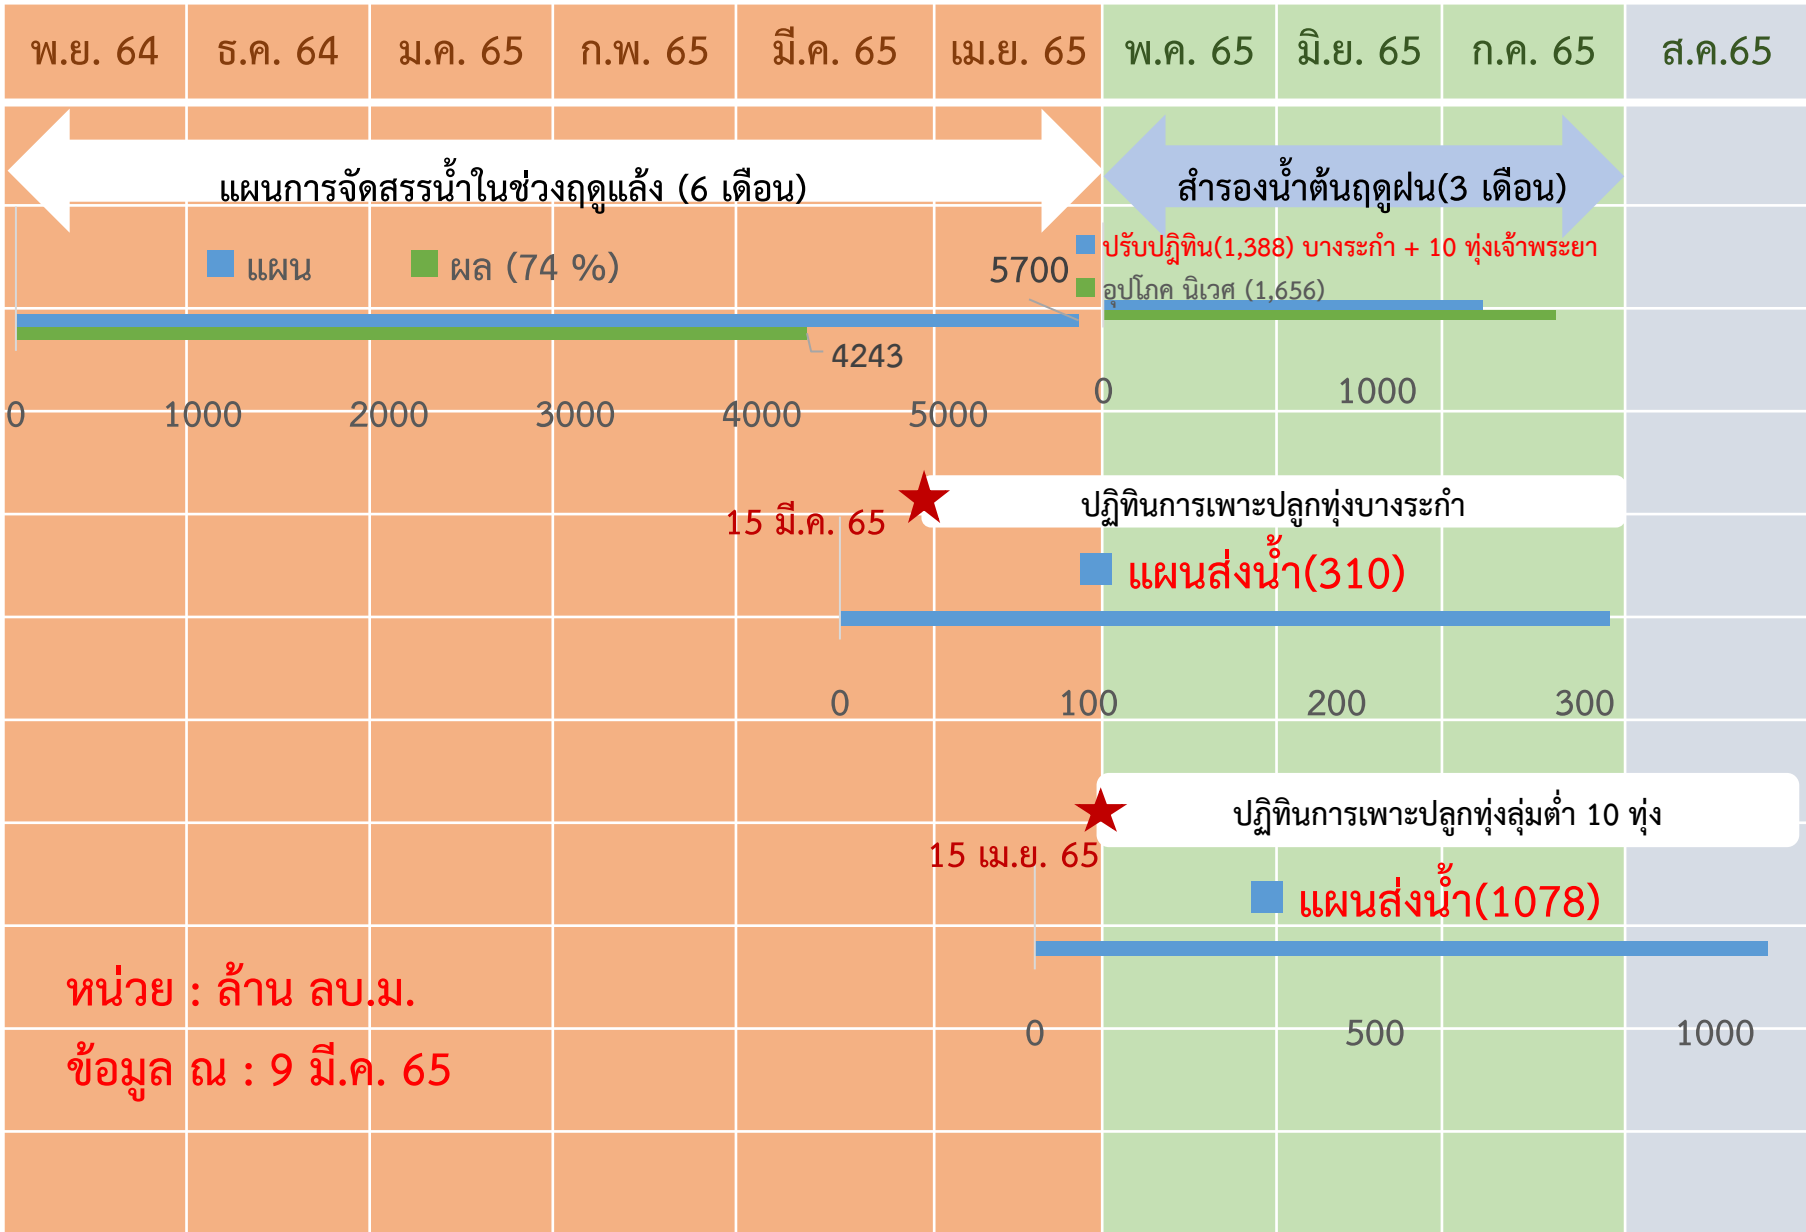 พ.ย. 64 ธ.ค. 64 ม.ค. 65 ก.พ. 65 มี.ค. 65 เม.ย. 65 พ.ค. 65 มิ.ย. 65 ก.ค. 65 ส.ค.65
แผนการจัดสรรน้ำในช่วงฤดูแล้ง (6 เดือน)
สำรองน้ำต้นฤดูฝน(3 เดือน)
แผน ผล (74 %)
5700
ปรับปฎิทิน(1,388) บางระกำ + 10 ทุ่งเจ้าพระยา
อุปโภค นิเวศ (1,656)
4243
0 1000
0 1000 2000 3000 4000 5000
ปฏิทินการเพาะปลูกทุ่งบางระกำ
15 มี.ค. 65
แผนส่งน้ำ(310)
0 100 200 300
ปฏิทินการเพาะปลูกทุ่งลุ่มต่ำ 10 ทุ่ง
15 เม.ย. 65
แผนส่งน้ำ(1078)
0 500 1000
หน่วย : ล้าน ลบ.ม.
ข้อมูล ณ : 9 มี.ค. 65